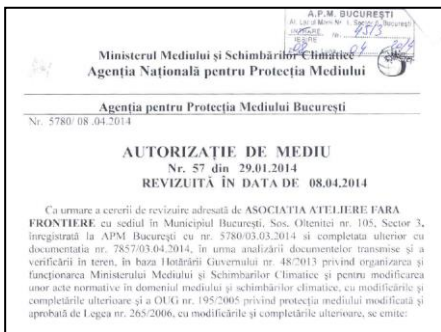 A.P.M. BUCUREȘTI
Ministerul Mediului și Schimbărilor Climatice
Agenția Națională pentru Protecția Mediului
Agenția pentru Protecția Mediului București
Nr. 5780/ 08 .04.2014
AUTORIZAȚIE DE MEDIU
Nr. 57 din 29.01.2014
REVIZUITĂ ÎN DATA DE 08.04.2014
Ca urmare a cererii de revizuire adresată de ASOCIATIA ATELIERE FARA
FRONTIERE cu sediul în Municipiul București, Sos. Oltenitei nr. 105, Sector 3,
înregistrată la APM București cu nr. 5780/03.03.2014 si completata ulterior cu
documentatia nr. 7857/03.04.2014, în urma analizării documentelor transmise și a
verificării in teren, în baza Hotărârii Guvernului nr. 48/2013 privind organizarea și
funcționarea Ministerului Mediului și Schimbarilor Climatice și pentru modificarea
unor acte normative în domeniul mediului și schimbărilor climatice, cu modificările și
completările ulterioare și a OUG nr. 195/2005 privind protecția mediului modificată și
aprobată de Legea nr. 265/2006, cu modificările și completările ulterioare, se emite: